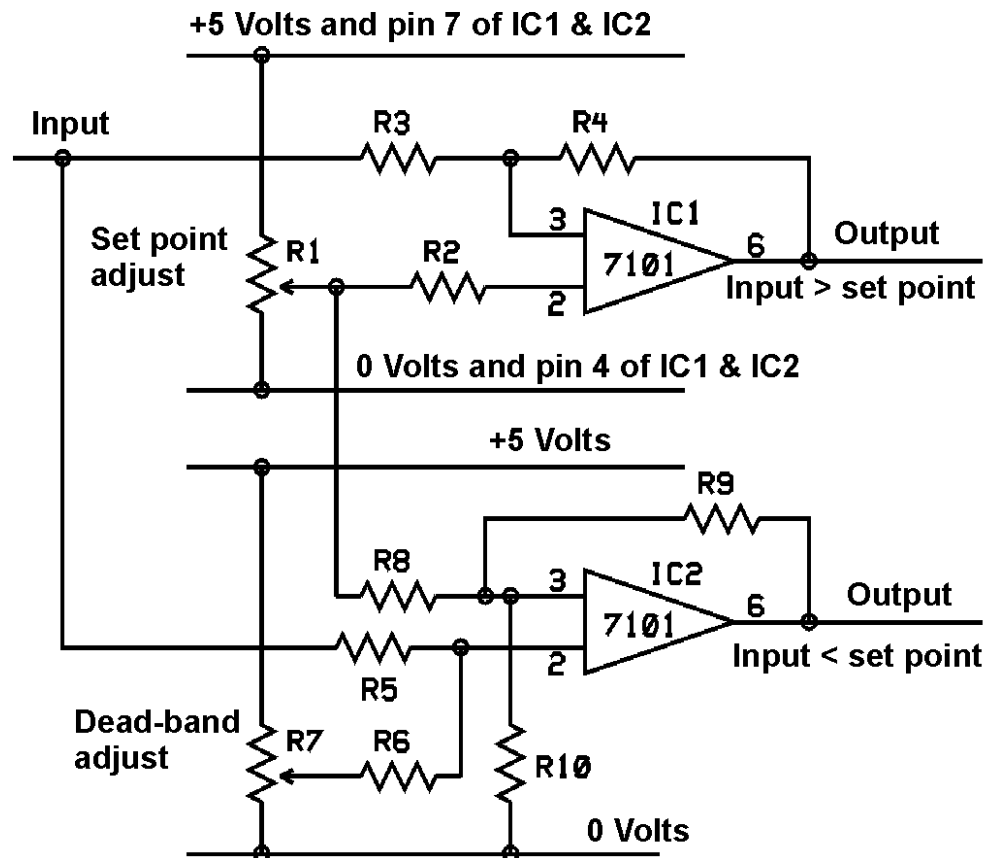 +5 Volts and pin 7 of IC1 & IC2
Input
R3
R4
Set point
adjust
R1
R2
3
2
IC1
7101
6
Output
Input > set point
0 Volts and pin 4 of IC1 & IC2
+5 Volts
R9
R8
3
2
IC2
7101
6
Output
Input < set point
R5
Dead-band
adjust
R7
R6
R10
0 Volts